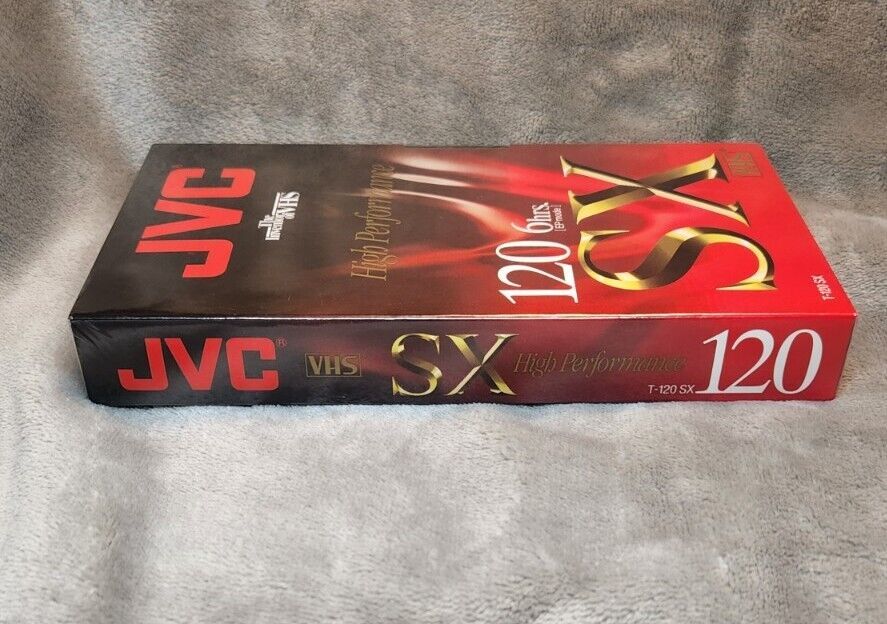 JVC
The
Inventor
of VHS
High Performance
120 6hrs.
[EP mode]
SX
VHS
T-120 SX
JVC®
VHS
SX
High Performance
T-120 SX
120